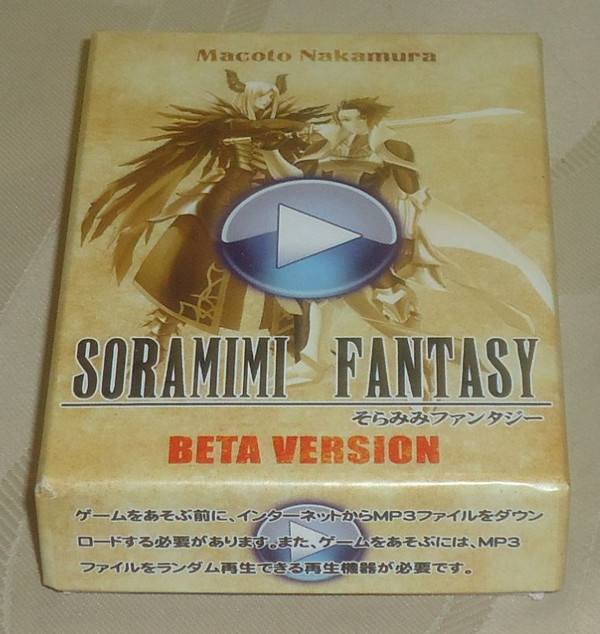 Macoto Nakamura
SORAMIMI FANTASY
そらみみファンタジー
BETA VERSION
ゲームをあそぶ前に、インターネットからMP3ファイルをダウン
ロードする必要があります。また、ゲームをあそぶには、MP3
ファイルをランダム再生できる再生機器が必要です。